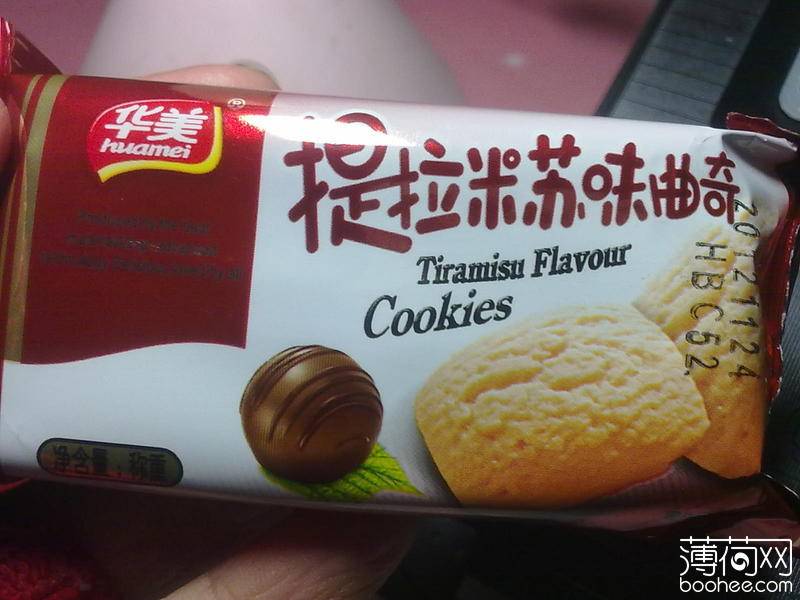 华美
®
huamei
提拉米苏味曲奇
Tiramisu Flavour
Cookies
20121124
HBC52
净含量:称重
薄荷网
boohee.com